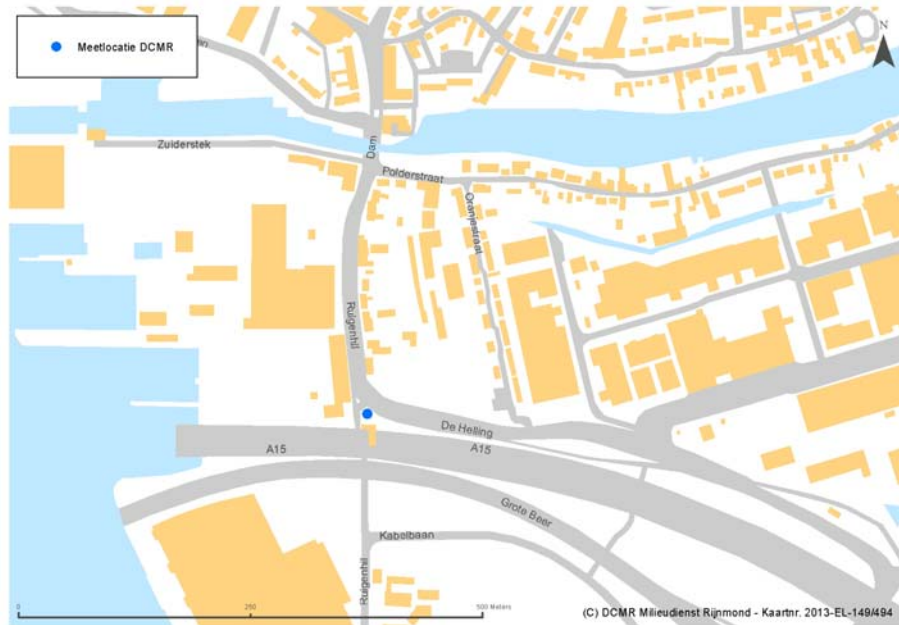 Meetlocatie DCMR
en
N
Zuiderstek
Dam
Polderstraat
Oranjestraat
Ruigenhil
De Helling
A15
A15
Grote Beer
Kabelbaan
Ruigenhil
0 250 500 Meters
(C) DCMR Milieudienst Rijnmond - Kaartnr. 2013-EL-149/494